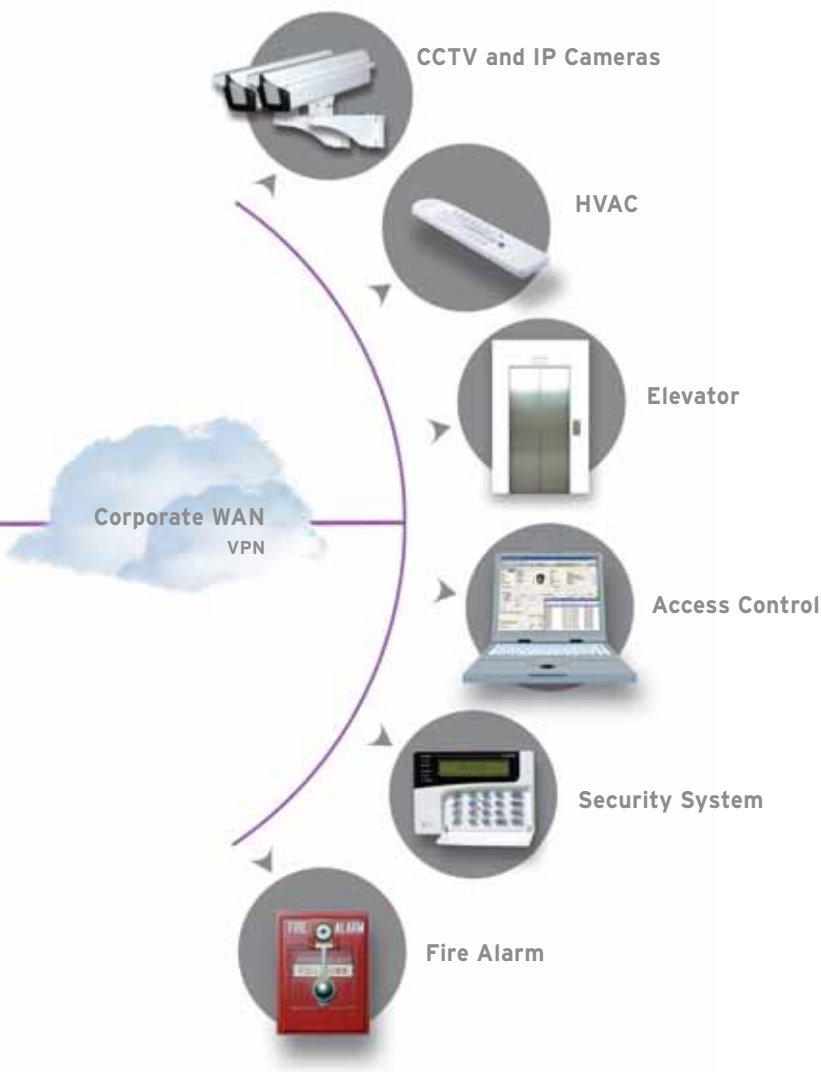 CCTV and IP Cameras
HVAC
Elevator
Corporate WAN
VPN
Access Control
Security System
FIRE ALARM
Fire Alarm